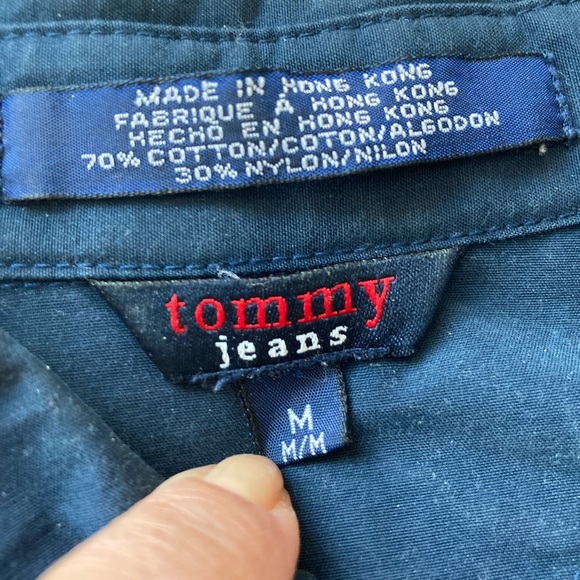 MADE IN HONG KONG
FABRIQUE A HONG KONG
HECHO EN HONG KONG
70% COTTON/COTON/ALGODON
30% NYLON/NILON
tommy
jeans
M
M/M